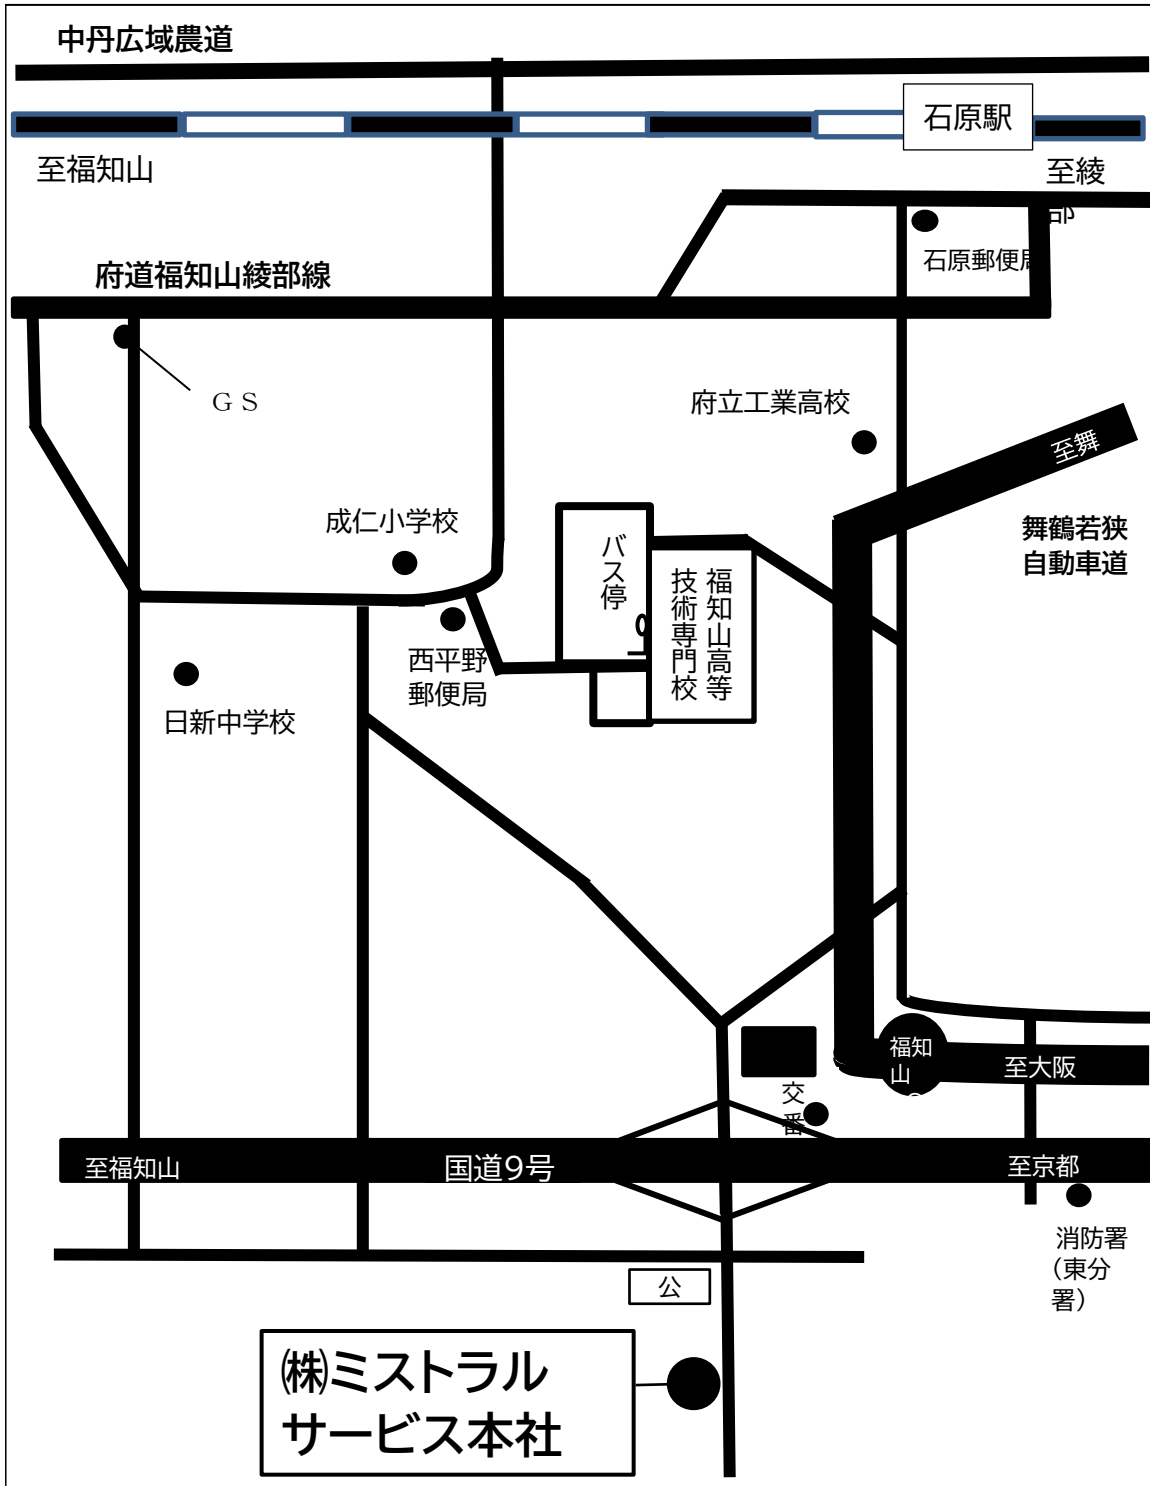 中丹広域農道
石原駅
至福知山
至綾
部
石原郵便局
府道福知山綾部線
ＧＳ
府立工業高校
至舞
舞鶴若狭
自動車道
成仁小学校
バス停
福知山高等
技術専門校
西平野
郵便局
日新中学校
福知
山
至大阪
交
番
至福知山
国道９号
至京都
消防署
（東分
署）
公
㈱ミストラル
サービス本社